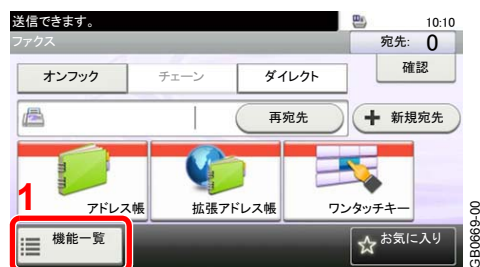 送信できます。
10:10
ファクス
宛先: 0
オンフック
チェーン
ダイレクト
確認
再宛先
新規宛先
アドレス帳
拡張アドレス帳
ワンタッチキー
1
機能一覧
お気に入り
GB0669-00